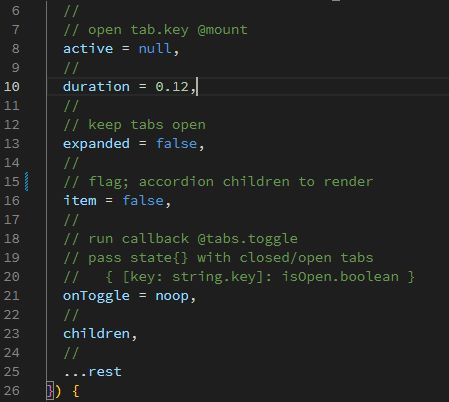 6 //
7 // open tab.key @mount
8 active = null,
9 //
10 duration = 0.12,
11 //
12 // keep tabs open
13 expanded = false,
14 //
15 // flag; accordion children to render
16 item = false,
17 //
18 // run callback @tabs.toggle
19 // pass state{} with closed/open tabs
20 //   { [key: string.key]: isOpen.boolean }
21 onToggle = noop,
22 //
23 children,
24 //
25 ...rest
26 }) {